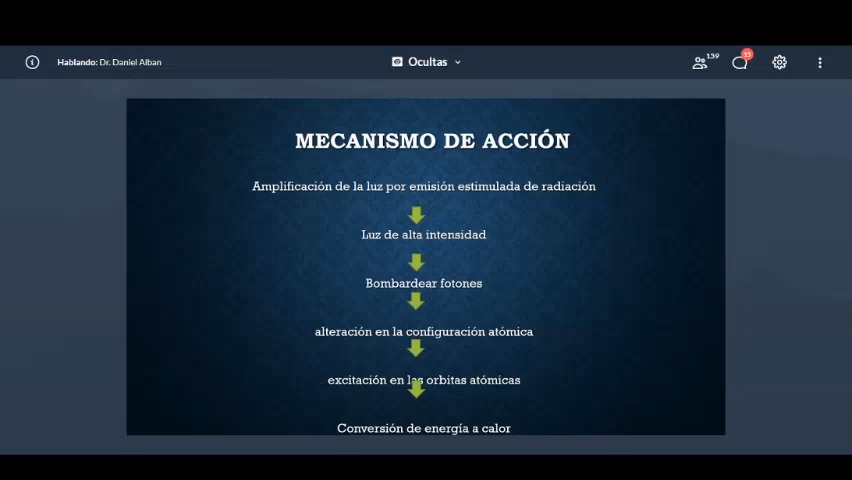 Hablando: Dr. Daniel Alban
Ocultas
159
15
MECANISMO DE ACCIÓN
Amplificación de la luz por emisión estimulada de radiación
Luz de alta intensidad
Bombardear fotones
alteración en la configuración atómica
excitación en las orbitas atómicas
Conversión de energía a calor